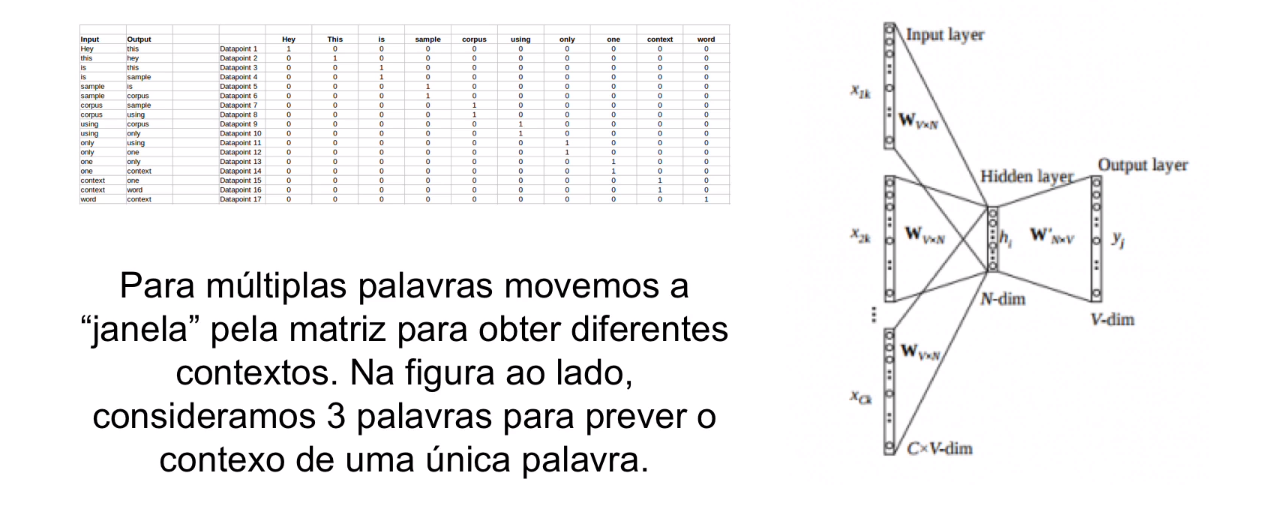 Hey This is sample corpus using only one context word
Input Output
Hey this Datapoint 1 1 0 0 0 0 0 0 0 0 0
this hey Datapoint 2 0 1 0 0 0 0 0 0 0 0
is this Datapoint 3 0 0 1 0 0 0 0 0 0 0
is sample Datapoint 4 0 0 1 0 0 0 0 0 0 0
sample is Datapoint 5 0 0 0 1 0 0 0 0 0 0
sample corpus Datapoint 6 0 0 0 1 0 0 0 0 0 0
corpus sample Datapoint 7 0 0 0 0 1 0 0 0 0 0
corpus using Datapoint 8 0 0 0 0 1 0 0 0 0 0
using corpus Datapoint 9 0 0 0 0 0 1 0 0 0 0
using only Datapoint 10 0 0 0 0 0 1 0 0 0 0
only using Datapoint 11 0 0 0 0 0 0 1 0 0 0
only one Datapoint 12 0 0 0 0 0 0 1 0 0 0
one only Datapoint 13 0 0 0 0 0 0 0 1 0 0
one context Datapoint 14 0 0 0 0 0 0 0 1 0 0
context one Datapoint 15 0 0 0 0 0 0 0 0 1 0
context word Datapoint 16 0 0 0 0 0 0 0 0 1 0
word context Datapoint 17 0 0 0 0 0 0 0 0 0 1
Para múltiplas palavras movemos a
“janela” pela matriz para obter diferentes
contextos. Na figura ao lado,
consideramos 3 palavras para prever o
contexo de uma única palavra.
Input layer
x1k
WV×N
Hidden layer
Output layer
x2k
WV×N
hi
W'N×V
yj
N-dim
V-dim
WV×N
xCk
C×V-dim